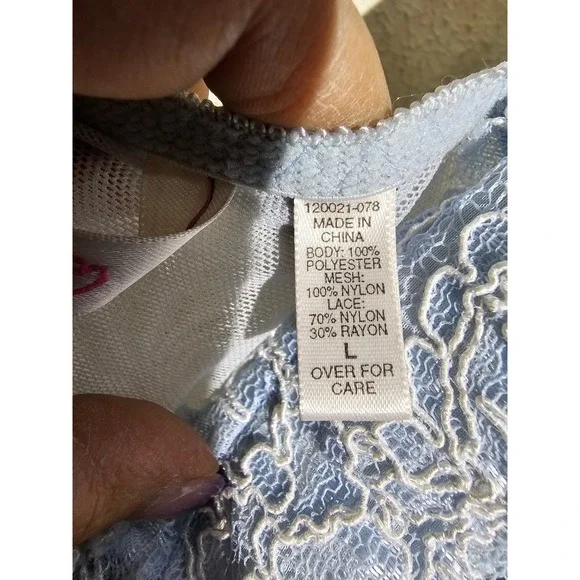 120021-078
MADE IN
CHINA
BODY: 100%
POLYESTER
MESH:
100% NYLON
LACE:
70% NYLON
30% RAYON
L
OVER FOR
CARE